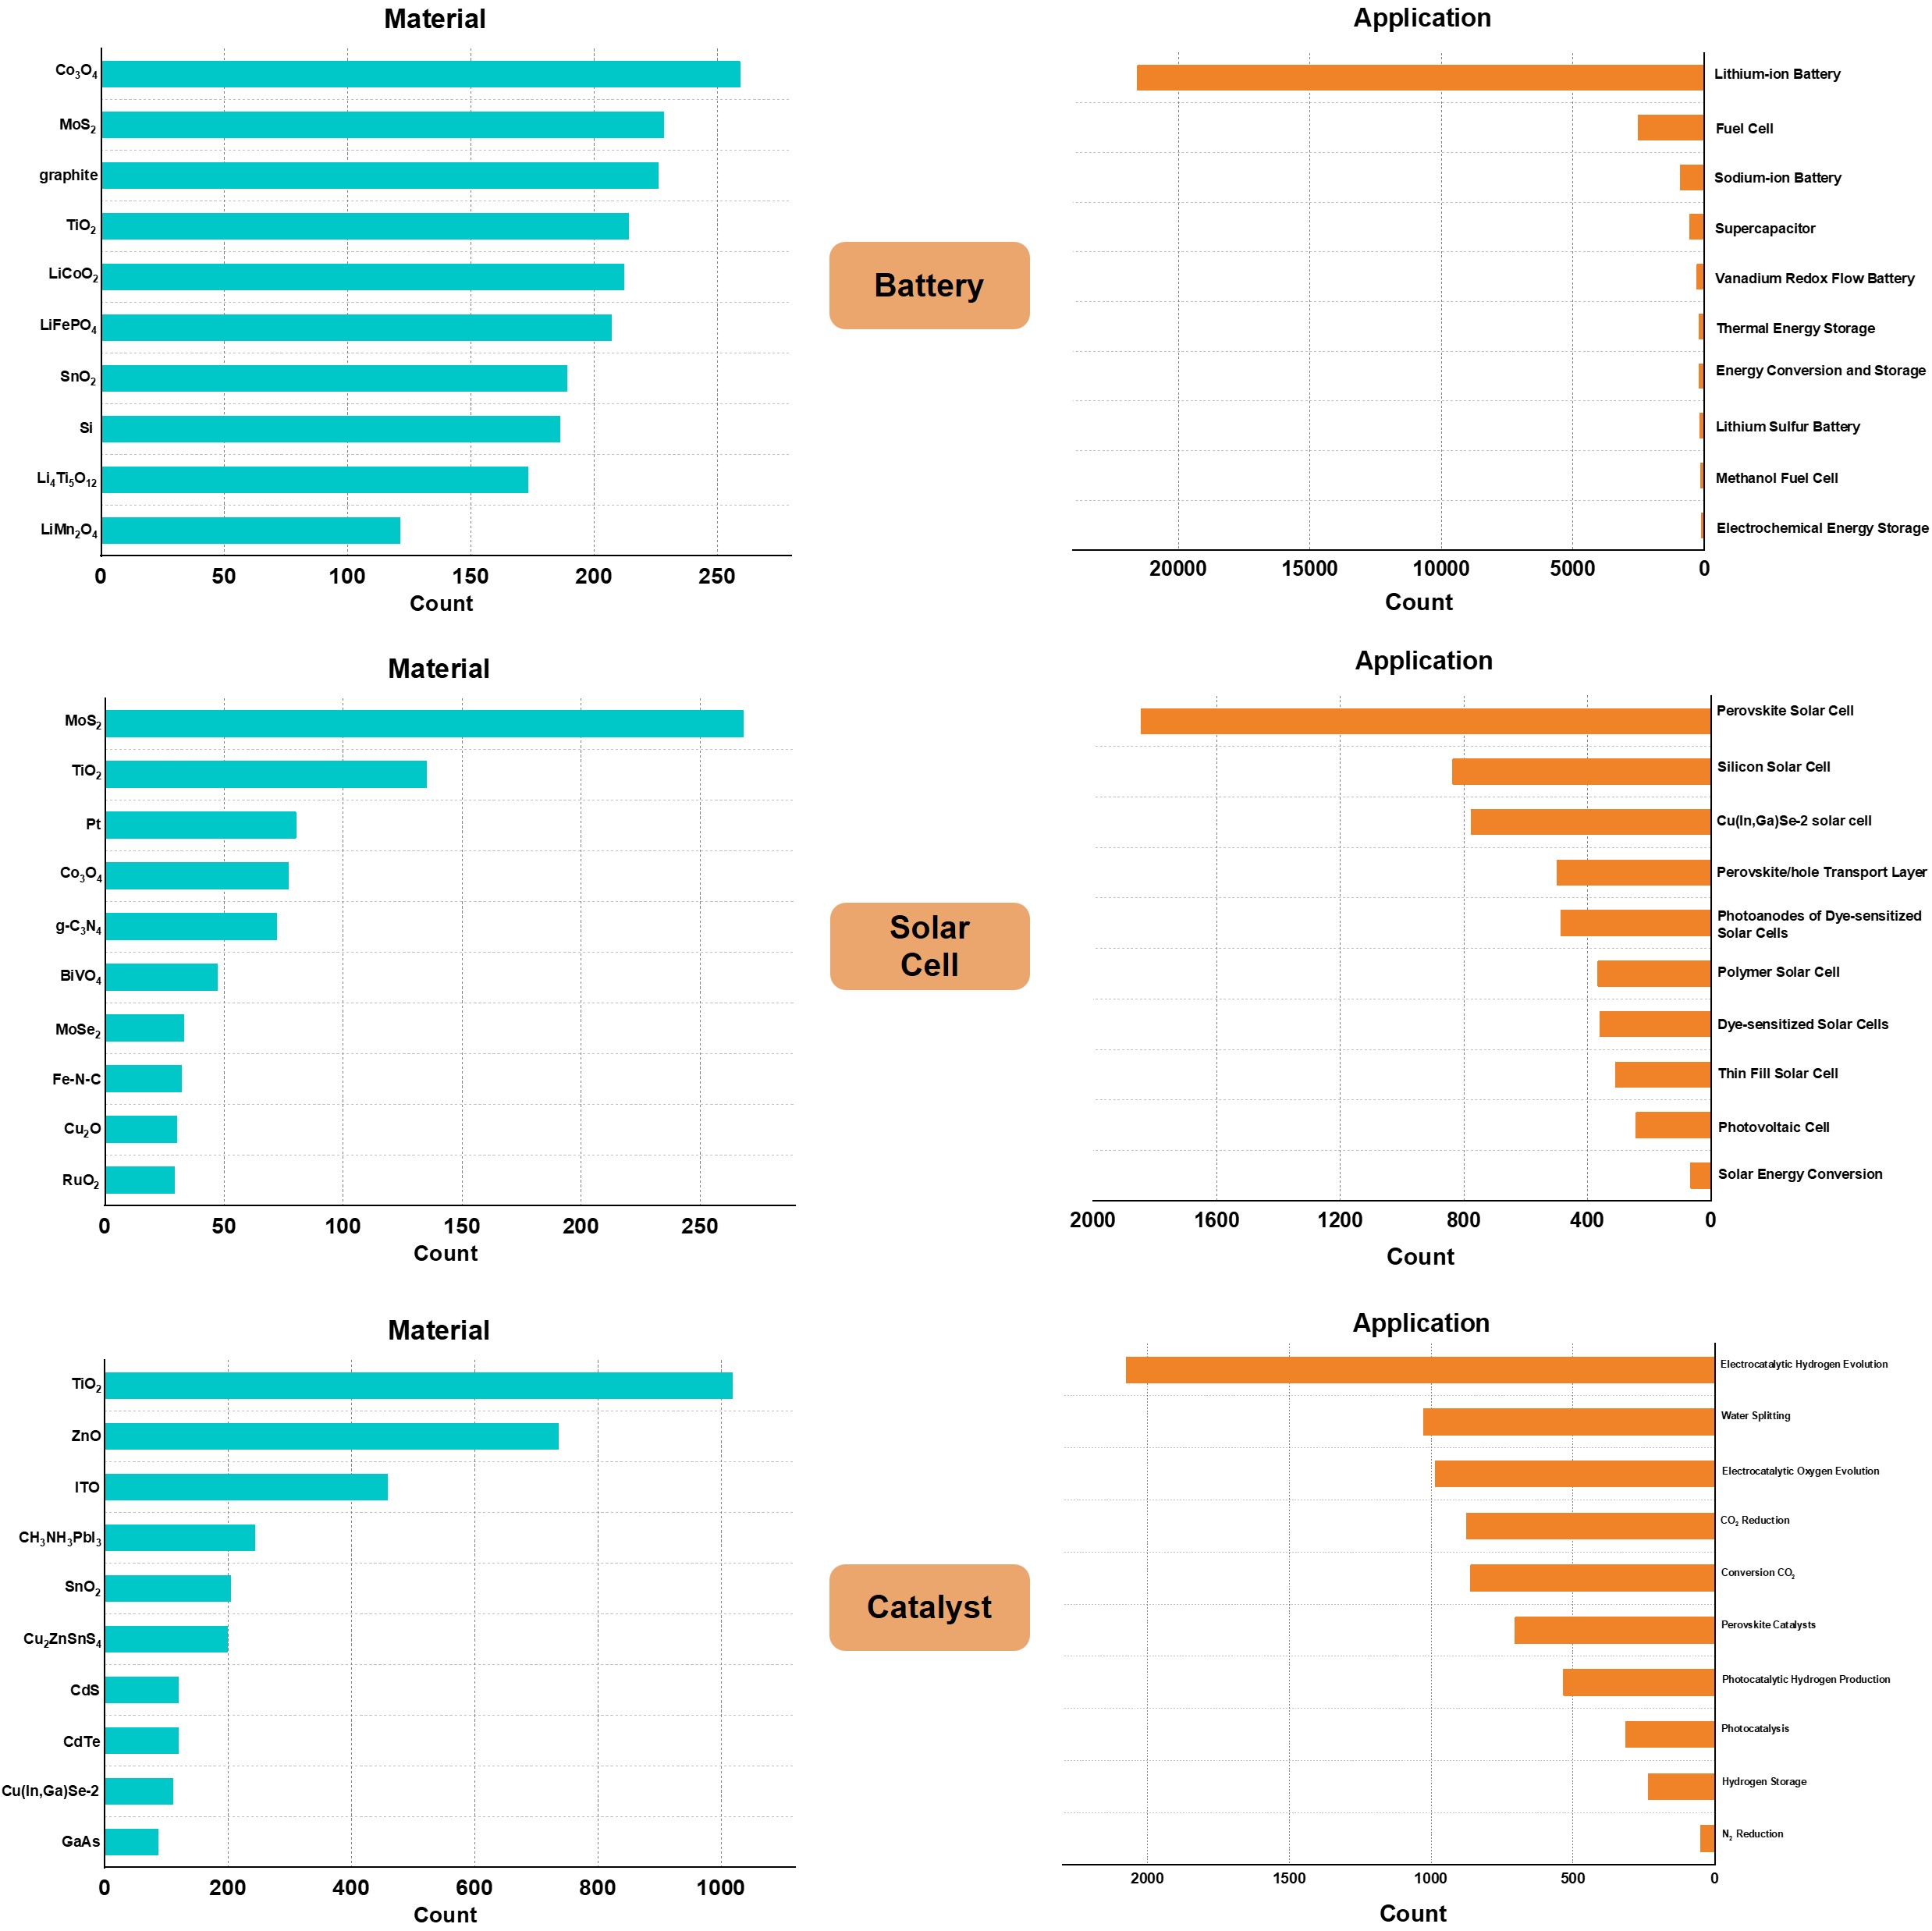 Material
Co₃O₄
MoS₂
graphite
TiO₂
LiCoO₂
LiFePO₄
SnO₂
Si
Li₄Ti₅O₁₂
LiMn₂O₄
0 50 100 150 200 250
Count
Battery
Application
Lithium-ion Battery
Fuel Cell
Sodium-ion Battery
Supercapacitor
Vanadium Redox Flow Battery
Thermal Energy Storage
Energy Conversion and Storage
Lithium Sulfur Battery
Methanol Fuel Cell
Electrochemical Energy Storage
20000 15000 10000 5000 0
Count
Material
MoS₂
TiO₂
Pt
Co₃O₄
g-C₃N₄
BiVO₄
MoSe₂
Fe-N-C
Cu₂O
RuO₂
0 50 100 150 200 250
Count
Solar
Cell
Application
Perovskite Solar Cell
Silicon Solar Cell
Cu(In,Ga)Se-2 solar cell
Perovskite/hole Transport Layer
Photoanodes of Dye-sensitized
Solar Cells
Polymer Solar Cell
Dye-sensitized Solar Cells
Thin Fill Solar Cell
Photovoltaic Cell
Solar Energy Conversion
2000 1600 1200 800 400 0
Count
Material
TiO₂
ZnO
ITO
CH₃NH₃PbI₃
SnO₂
Cu₂ZnSnS₄
CdS
CdTe
Cu(In,Ga)Se-2
GaAs
0 200 400 600 800 1000
Count
Catalyst
Application
Electrocatalytic Hydrogen Evolution
Water Splitting
Electrocatalytic Oxygen Evolution
CO₂ Reduction
Conversion CO₂
Perovskite Catalysts
Photocatalytic Hydrogen Production
Photocatalysis
Hydrogen Storage
N₂ Reduction
2000 1500 1000 500 0
Count